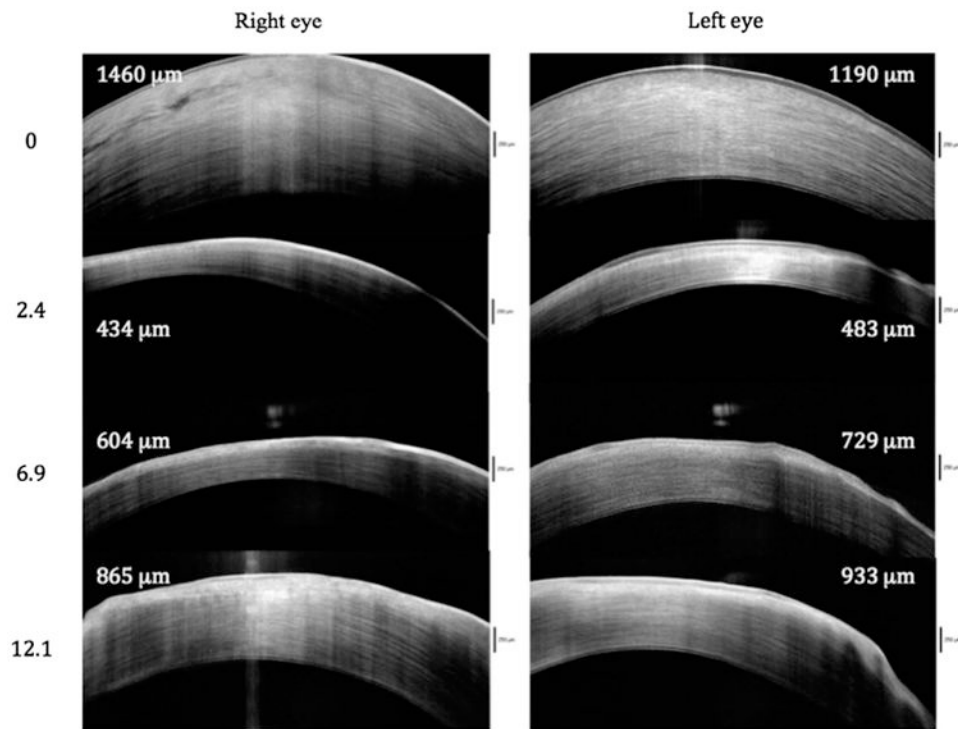 Right eye Left eye
1460 µm 1190 µm
0
2.4
434 µm 483 µm
604 µm 729 µm
6.9
865 µm 933 µm
12.1